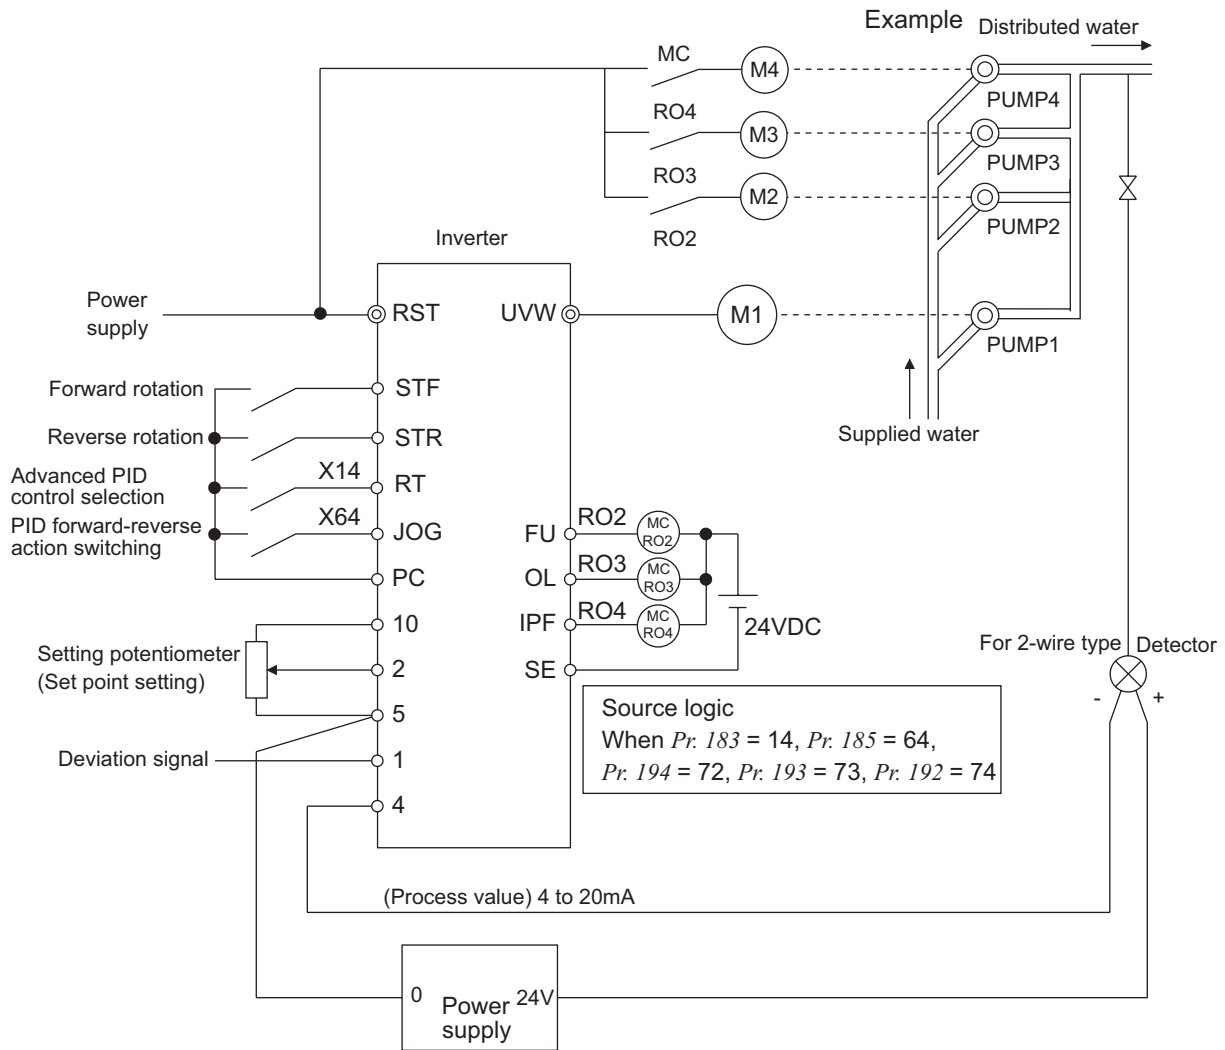 Example
Distributed water
MC
M4
PUMP4
RO4
M3
PUMP3
RO3
M2
PUMP2
RO2
Inverter
Power
supply
RST
UVW
M1
PUMP1
Supplied water
Forward rotation
STF
Reverse rotation
STR
Advanced PID
control selection
X14
RT
PID forward-reverse
action switching
X64
JOG
PC
FU
RO2
MC
RO2
OL
RO3
MC
RO3
IPF
RO4
MC
RO4
24VDC
SE
10
Setting potentiometer
(Set point setting)
2
5
Deviation signal
1
4
Source logic
When Pr. 183 = 14, Pr. 185 = 64,
Pr. 194 = 72, Pr. 193 = 73, Pr. 192 = 74
For 2-wire type
Detector
- +
(Process value) 4 to 20mA
0
24V
Power
supply